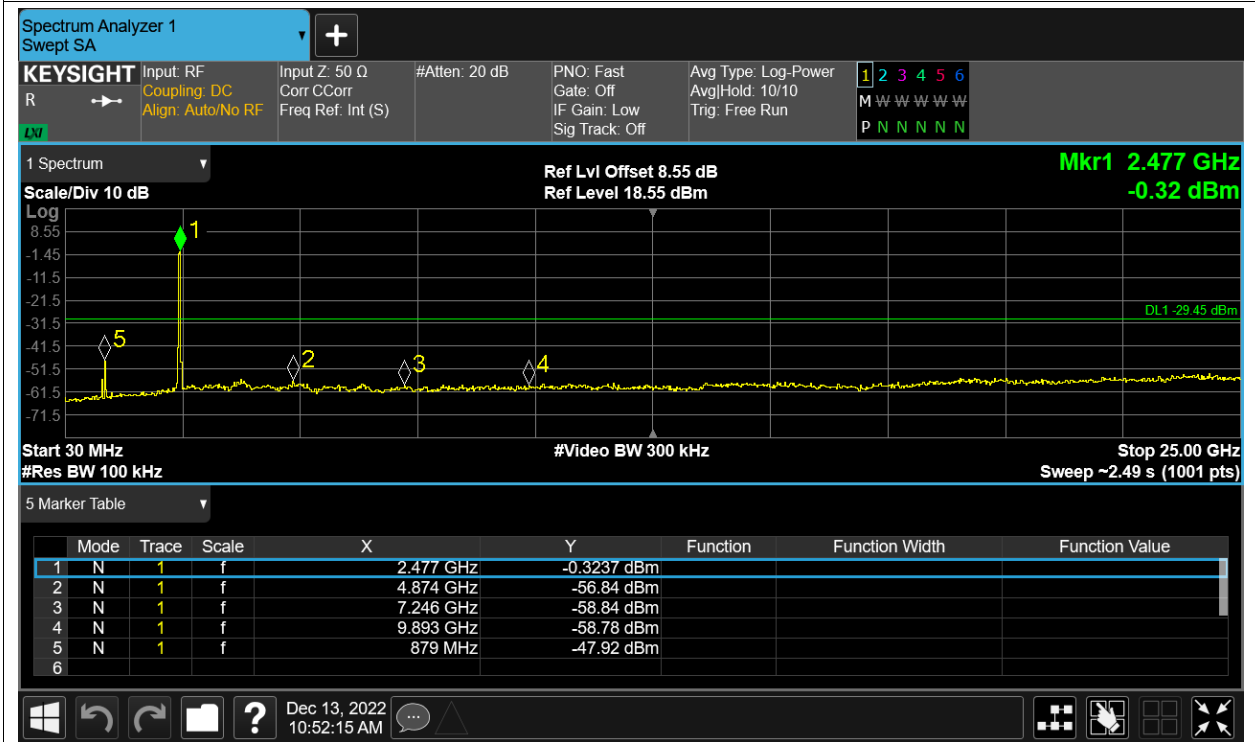 Spectrum Analyzer 1
Swept SA
+
KEYSIGHT
R
LXI
Input: RF
Coupling: DC
Align: Auto/No RF
Input Z: 50 Ω
Corr CCorr
Freq Ref: Int (S)
#Atten: 20 dB
PNO: Fast
Gate: Off
IF Gain: Low
Sig Track: Off
Avg Type: Log-Power
Avg|Hold: 10/10
Trig: Free Run
1 2 3 4 5 6
M W W W W W
P N N N N N
1 Spectrum
Scale/Div 10 dB
Ref Lvl Offset 8.55 dB
Ref Level 18.55 dBm
Mkr1 2.477 GHz
-0.32 dBm
Log
8.55
-1.45
-11.5
-21.5
-31.5
-41.5
-51.5
-61.5
-71.5
1
5
2
3
4
DL1 -29.45 dBm
Start 30 MHz
#Video BW 300 kHz
Stop 25.00 GHz
#Res BW 100 kHz
Sweep ~2.49 s (1001 pts)
5 Marker Table
Mode Trace Scale X Y Function Function Width Function Value
1 N 1 f 2.477 GHz -0.3237 dBm
2 N 1 f 4.874 GHz -56.84 dBm
3 N 1 f 7.246 GHz -58.84 dBm
4 N 1 f 9.893 GHz -58.78 dBm
5 N 1 f 879 MHz -47.92 dBm
6
?
Dec 13, 2022
10:52:15 AM